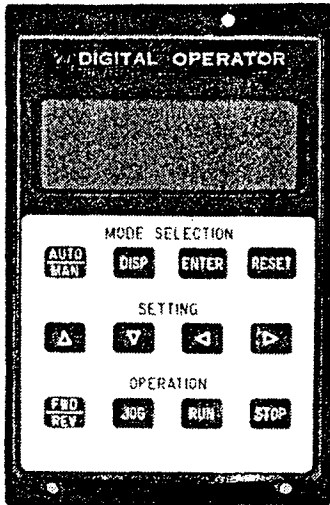 DIGITAL OPERATOR
MODE SELECTION
AUTO MAN DISP ENTER RESET
SETTING
OPERATION
FWD REV JOG RUN STOP